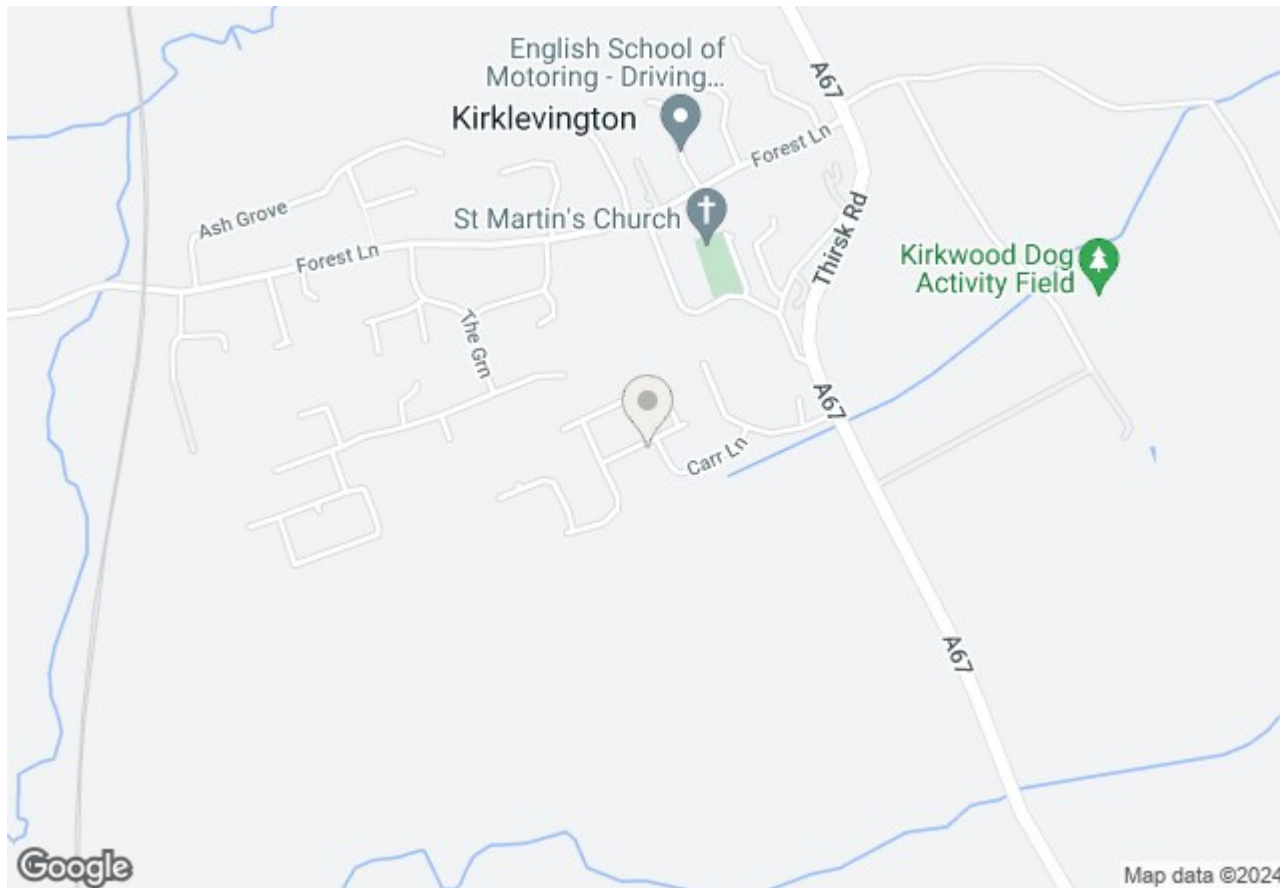 English School of
Motoring - Driving...
Kirklevington
A67
Forest Ln
Ash Grove
St Martin's Church
Forest Ln
Thirsk Rd
Kirkwood Dog
Activity Field
The Grn
A67
Carr Ln
A67
Google
Map data ©2024